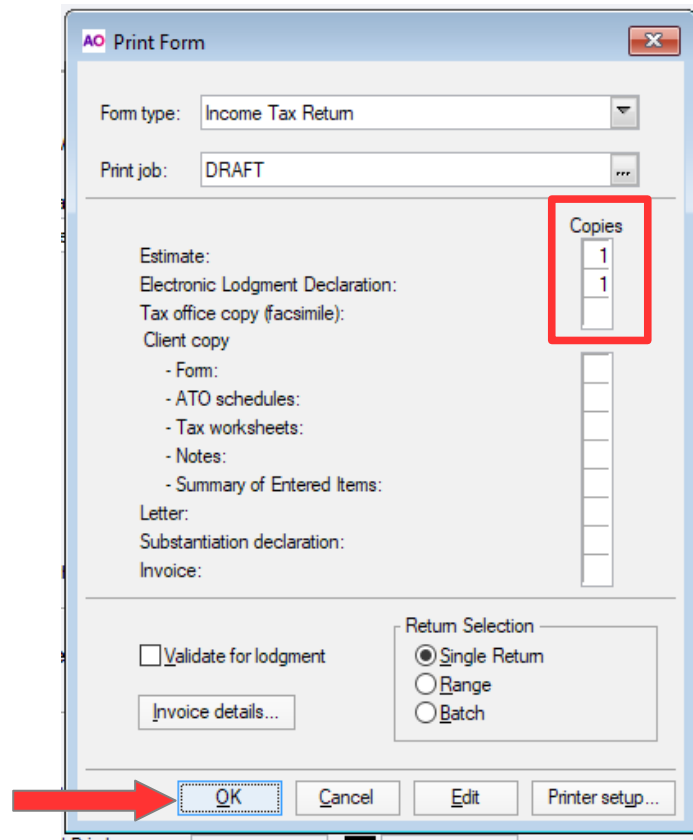 AO Print Form
Form type: Income Tax Return
Print job: DRAFT ...
Copies
Estimate: 1
Electronic Lodgment Declaration: 1
Tax office copy (facsimile):
Client copy
- Form:
- ATO schedules:
- Tax worksheets:
- Notes:
- Summary of Entered Items:
Letter:
Substantiation declaration:
Invoice:
Return Selection
Validate for lodgment
Single Return
Range
Invoice details...
Batch
OK Cancel Edit Printer setup...